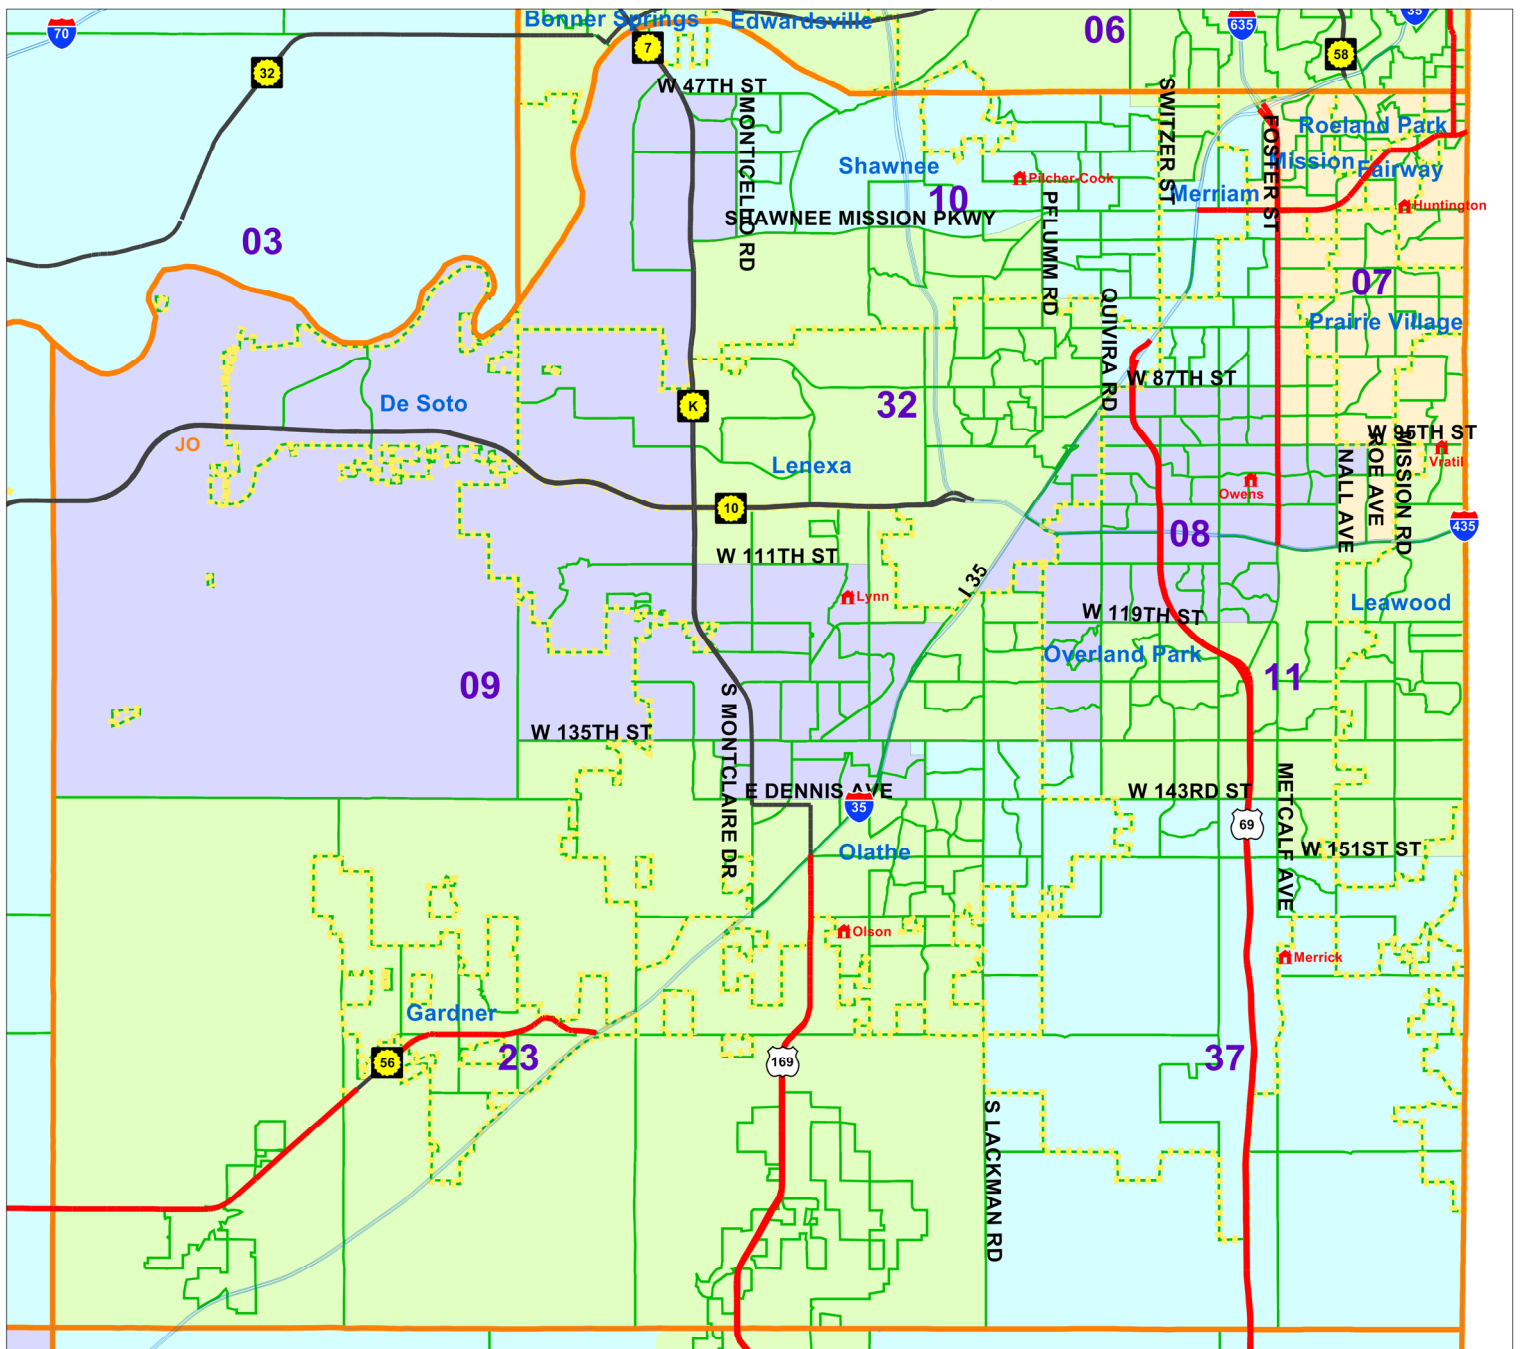 Bonner Springs
Edwardsville
06
635
35
70
7
58
32
W 47TH ST
MONTICELLO RD
SWITZER ST
FOSTER ST
Roeland Park
Shawnee
Mission
Fairway
Pilcher-Cook
10
Merriam
PFLUMM RD
Huntington
SHAWNEE MISSION PKWY
03
07
QUIVIRA RD
Prairie Village
W 87TH ST
De Soto
K
32
JO
W 95TH ST
Lenexa
NALL AVE
ROE AVE
MISSION RD
Vratil
Owens
10
08
435
W 111TH ST
I 35
Lynn
Leawood
W 119TH ST
Overland Park
09
11
S MONTCLAIRE DR
W 135TH ST
E DENNIS AVE
35
W 143RD ST
METCALF AVE
69
Olathe
W 151ST ST
Olson
Merrick
Gardner
56
23
169
37
S LACKMAN RD